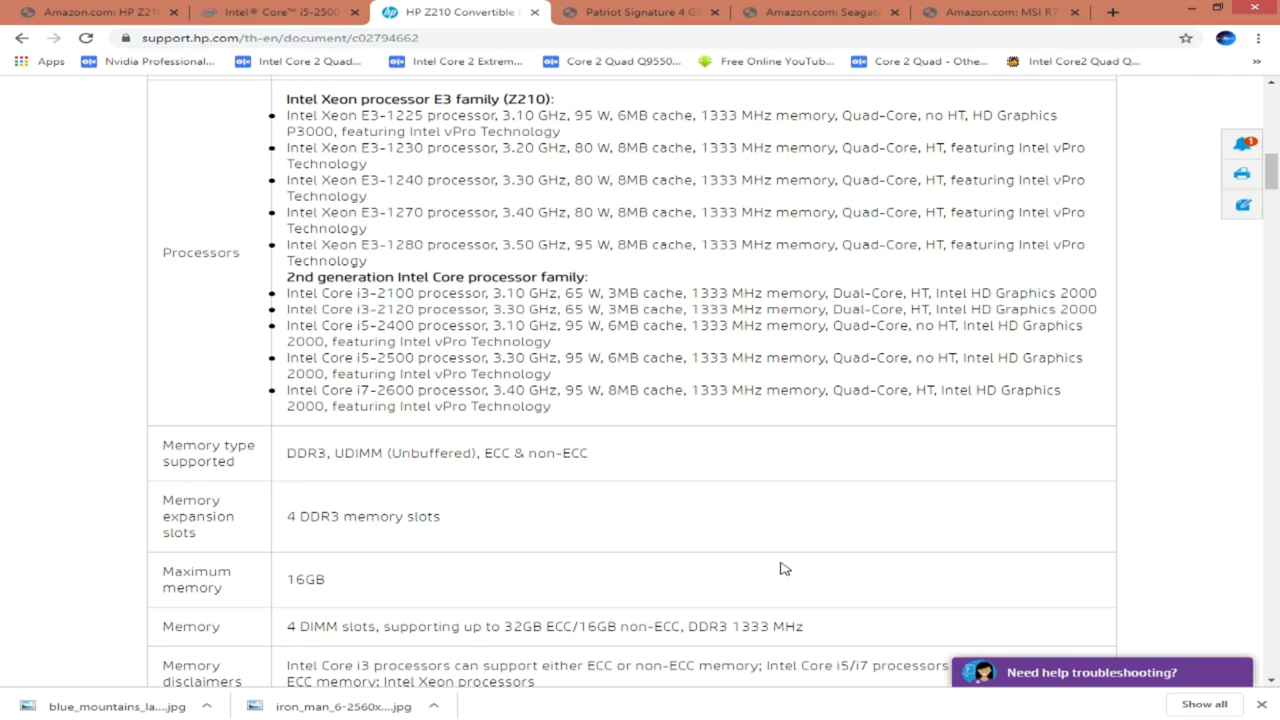 Amazon.com: HP Z21
Intel® Core™ i5-2500
HP Z210 Convertible
Patriot Signature 4 G
Amazon.com: Seagat
Amazon.com: MSI R7
support.hp.com/th-en/document/c02794662
Apps
Nvidia Professional...
Intel Core 2 Quad...
Intel Core 2 Extrem...
Core 2 Quad Q9550...
Free Online YouTub...
Core 2 Quad - Othe...
Intel Core2 Quad Q...
»
Intel Xeon processor E3 family (Z210):
Intel Xeon E3-1225 processor, 3.10 GHz, 95 W, 6MB cache, 1333 MHz memory, Quad-Core, no HT, HD Graphics
P3000, featuring Intel vPro Technology
Intel Xeon E3-1230 processor, 3.20 GHz, 80 W, 8MB cache, 1333 MHz memory, Quad-Core, HT, featuring Intel vPro
Technology
Intel Xeon E3-1240 processor, 3.30 GHz, 80 W, 8MB cache, 1333 MHz memory, Quad-Core, HT, featuring Intel vPro
Technology
Intel Xeon E3-1270 processor, 3.40 GHz, 80 W, 8MB cache, 1333 MHz memory, Quad-Core, HT, featuring Intel vPro
Technology
Intel Xeon E3-1280 processor, 3.50 GHz, 95 W, 8MB cache, 1333 MHz memory, Quad-Core, HT, featuring Intel vPro
Technology
Processors
2nd generation Intel Core processor family:
Intel Core i3-2100 processor, 3.10 GHz, 65 W, 3MB cache, 1333 MHz memory, Dual-Core, HT, Intel HD Graphics 2000
Intel Core i3-2120 processor, 3.30 GHz, 65 W, 3MB cache, 1333 MHz memory, Dual-Core, HT, Intel HD Graphics 2000
Intel Core i5-2400 processor, 3.10 GHz, 95 W, 6MB cache, 1333 MHz memory, Quad-Core, no HT, Intel HD Graphics
2000, featuring Intel vPro Technology
Intel Core i5-2500 processor, 3.30 GHz, 95 W, 6MB cache, 1333 MHz memory, Quad-Core, no HT, Intel HD Graphics
2000, featuring Intel vPro Technology
Intel Core i7-2600 processor, 3.40 GHz, 95 W, 8MB cache, 1333 MHz memory, Quad-Core, HT, Intel HD Graphics
2000, featuring Intel vPro Technology
Memory type
supported
DDR3, UDIMM (Unbuffered), ECC & non-ECC
Memory
expansion
slots
4 DDR3 memory slots
Maximum
memory
16GB
Memory
4 DIMM slots, supporting up to 32GB ECC/16GB non-ECC, DDR3 1333 MHz
Memory
disclaimers
Intel Core i3 processors can support either ECC or non-ECC memory; Intel Core i5/i7 processors
ECC memory; Intel Xeon processors
1
Need help troubleshooting?
blue_mountains_la....jpg
iron_man_6-2560x....jpg
Show all